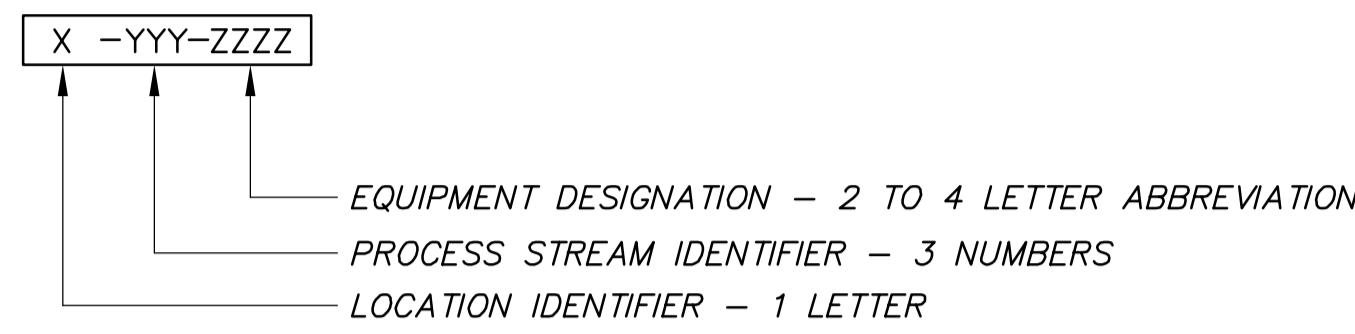 X -YYY-ZZZZ
EQUIPMENT DESIGNATION – 2 TO 4 LETTER ABBREVIATION
PROCESS STREAM IDENTIFIER – 3 NUMBERS
LOCATION IDENTIFIER – 1 LETTER